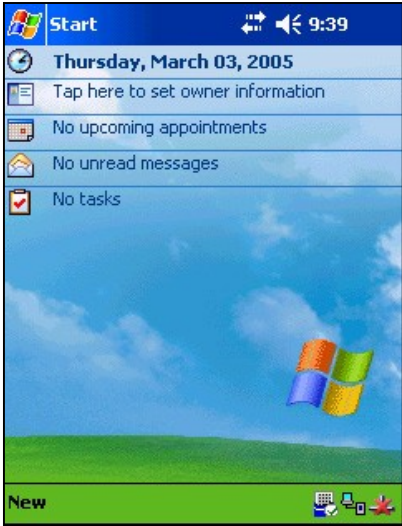 Start 9:39
Thursday, March 03, 2005
Tap here to set owner information
No upcoming appointments
No unread messages
No tasks
New